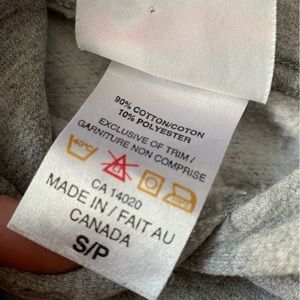 90% COTTON/COTON
10% POLYESTER
EXCLUSIVE OF TRIM /
GARNITURE NON COMPRISE
40°C
CA 14020
MADE IN / FAIT AU
CANADA
S/P